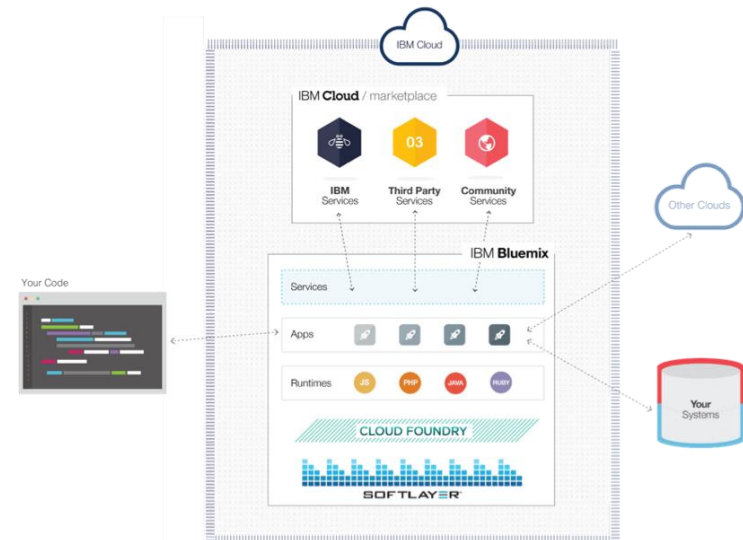 IBM Cloud
IBM Cloud / marketplace
03
IBM
Services
Third Party
Services
Community
Services
Other Clouds
IBM Bluemix
Your Code
Services
Apps
Runtimes
JS
PHP
JAVA
RUBY
Your
Systems
CLOUD FOUNDRY
SOFTLAYER